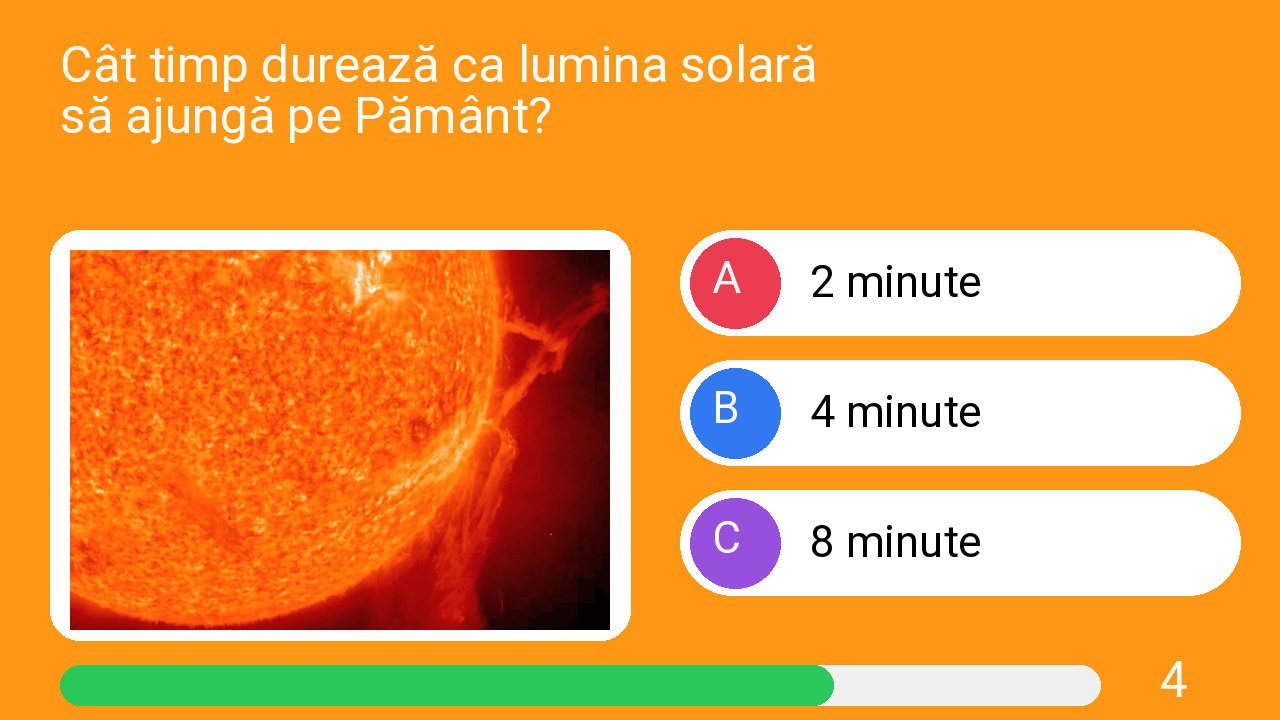 Cât timp durează ca lumina solară
să ajungă pe Pământ?
A 2 minute
B 4 minute
C 8 minute
4